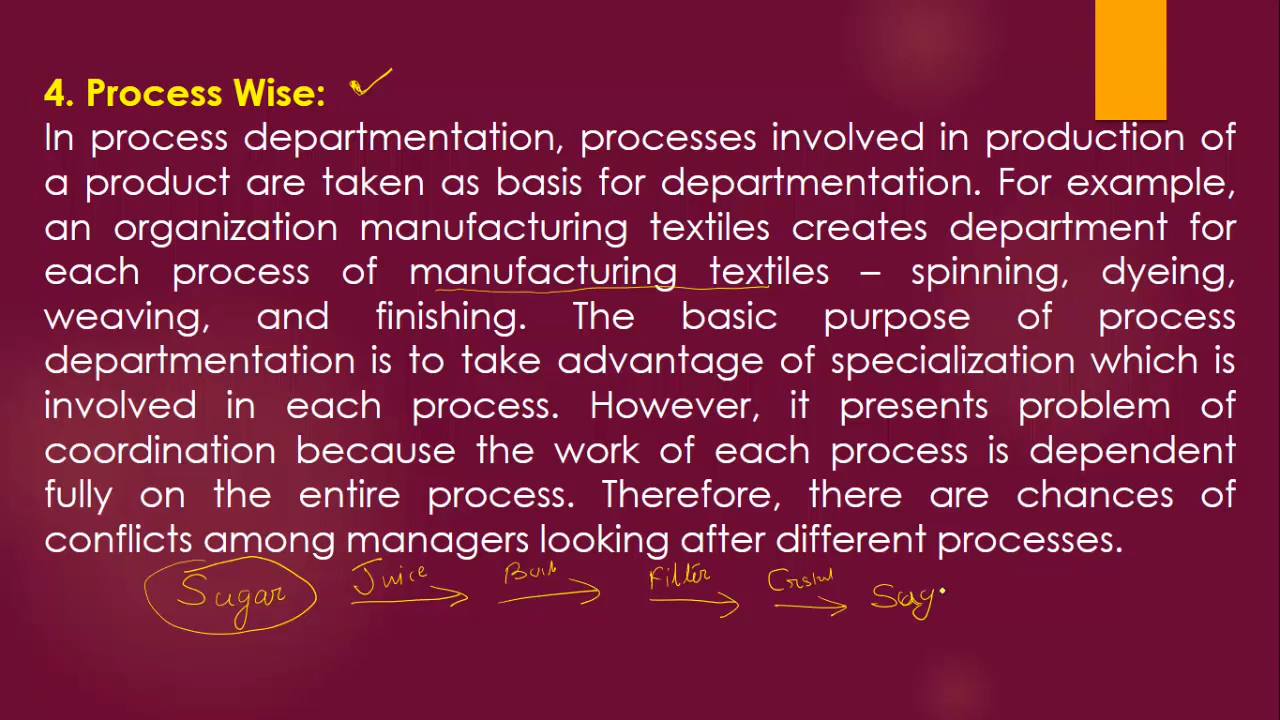 4. Process Wise:
In process departmentation, processes involved in production of
a product are taken as basis for departmentation. For example,
an organization manufacturing textiles creates department for
each process of manufacturing textiles – spinning, dyeing,
weaving, and finishing. The basic purpose of process
departmentation is to take advantage of specialization which is
involved in each process. However, it presents problem of
coordination because the work of each process is dependent
fully on the entire process. Therefore, there are chances of
conflicts among managers looking after different processes.
Sugar Juice Filter